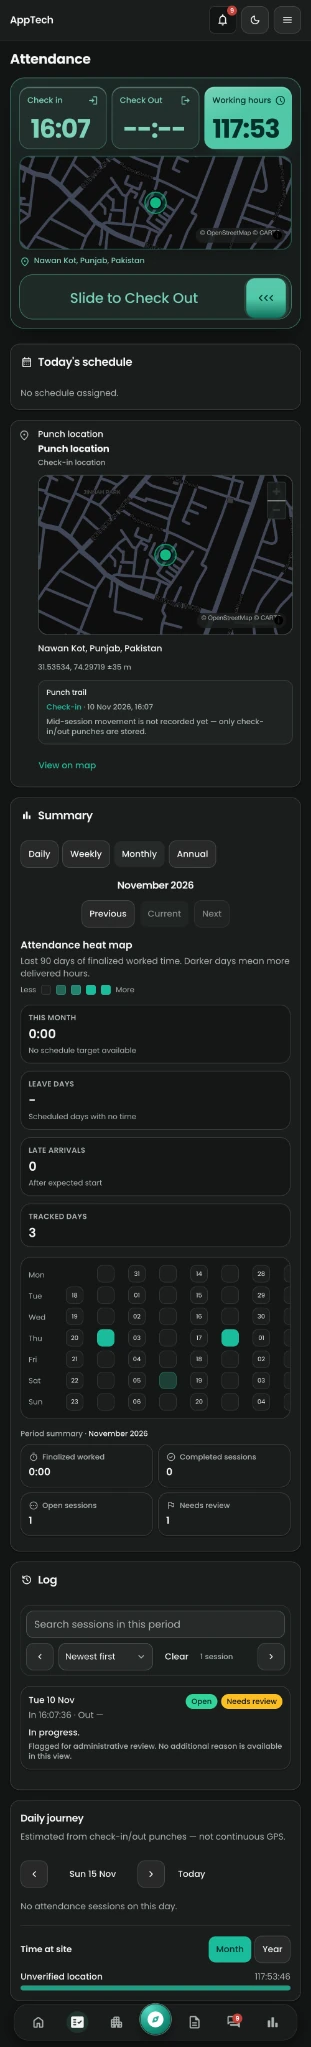 AppTech
9
Attendance
Check in
Check Out
Working hours
16:07
--:--
117:53
© OpenStreetMap © CART
Nawan Kot, Punjab, Pakistan
Slide to Check Out
‹‹‹
Today's schedule
No schedule assigned.
Punch location
Punch location
Check-in location
+
−
© OpenStreetMap © CART
Nawan Kot, Punjab, Pakistan
31.53534, 74.29719 ±35 m
Punch trail
Check-in · 10 Nov 2026, 16:07
Mid-session movement is not recorded yet — only check-
in/out punches are stored.
View on map
Summary
Daily
Weekly
Monthly
Annual
November 2026
Previous
Current
Next
Attendance heat map
Last 90 days of finalized worked time. Darker days mean more
delivered hours.
Less
More
THIS MONTH
0:00
No schedule target available
LEAVE DAYS
–
Scheduled days with no time
LATE ARRIVALS
0
After expected start
TRACKED DAYS
3
Mon 31 14 28
Tue 18 01 15 29
Wed 19 02 16 30
Thu 20 03 17 01
Fri 21 04 18 02
Sat 22 05 19 03
Sun 23 06 20 04
Period summary · November 2026
Finalized worked
0:00
Completed sessions
0
Open sessions
1
Needs review
1
Log
Search sessions in this period
Newest first
Clear
1 session
Tue 10 Nov
Open
Needs review
In 16:07:36 · Out —
In progress.
Flagged for administrative review. No additional reason is available
in this view.
Daily journey
Estimated from check-in/out punches — not continuous GPS.
Sun 15 Nov
Today
No attendance sessions on this day.
Time at site
Month
Year
Unverified location
117:53:46